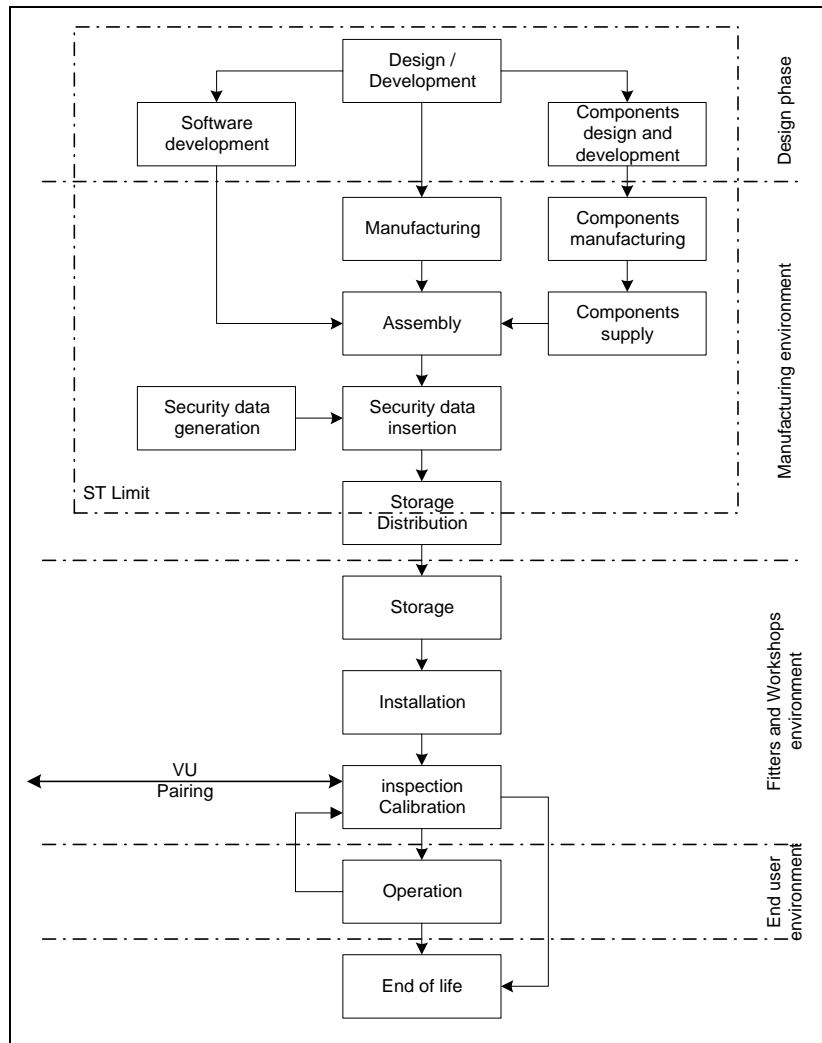 Design /
Development
Software
development
Components
design and
development
Design phase
Manufacturing
Components
manufacturing
Assembly
Components
supply
Security data
generation
Security data
insertion
Manufacturing environment
ST Limit
Storage
Distribution
Storage
Installation
Fitters and Workshops
environment
VU
Pairing
inspection
Calibration
Operation
End user
environment
End of life